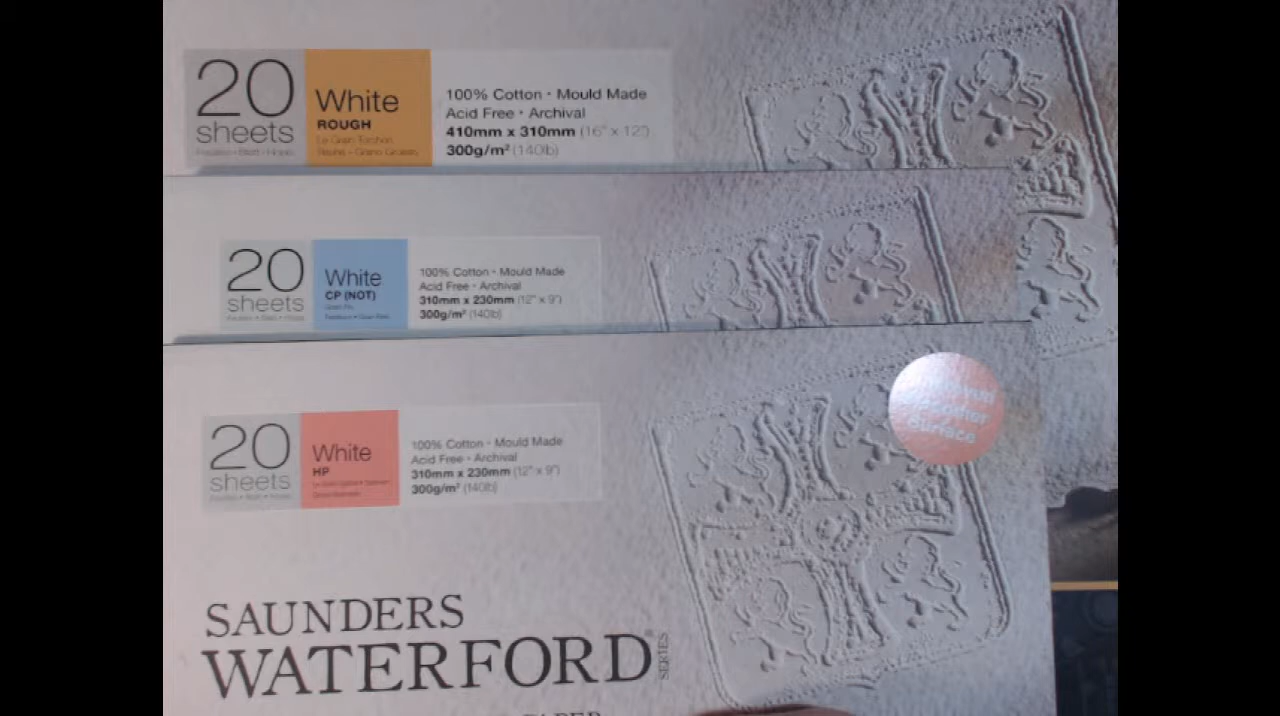 20
sheets
White
ROUGH
100% Cotton • Mould Made
Acid Free • Archival
410mm x 310mm (16" x 12")
300g/m² (140lb)
20
sheets
White
CP (NOT)
100% Cotton • Mould Made
Acid Free • Archival
310mm x 230mm (12" x 9")
300g/m² (140lb)
20
sheets
White
HP
100% Cotton • Mould Made
Acid Free • Archival
310mm x 230mm (12" x 9")
300g/m² (140lb)
Surface
SAUNDERS
WATERFORD®
SERIES
PAPER